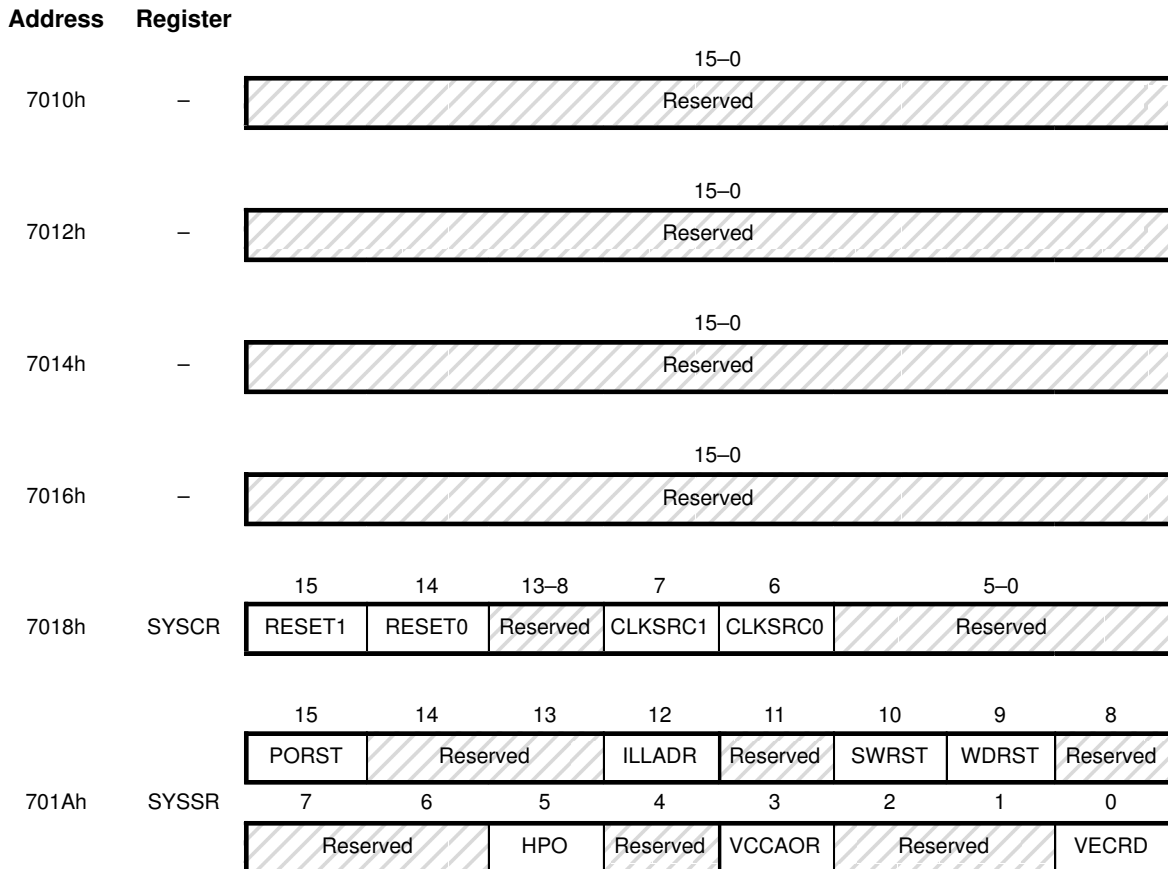 Address Register
15–0
7010h – Reserved
15–0
7012h – Reserved
15–0
7014h – Reserved
15–0
7016h – Reserved
15 14 13–8 7 6 5–0
7018h SYSCR RESET1 RESET0 Reserved CLKSRC1 CLKSRC0 Reserved
15 14 13 12 11 10 9 8
PORST Reserved ILLADR Reserved SWRST WDRST Reserved
701Ah SYSSR 7 6 5 4 3 2 1 0
Reserved HPO Reserved VCCAOR Reserved VECRD